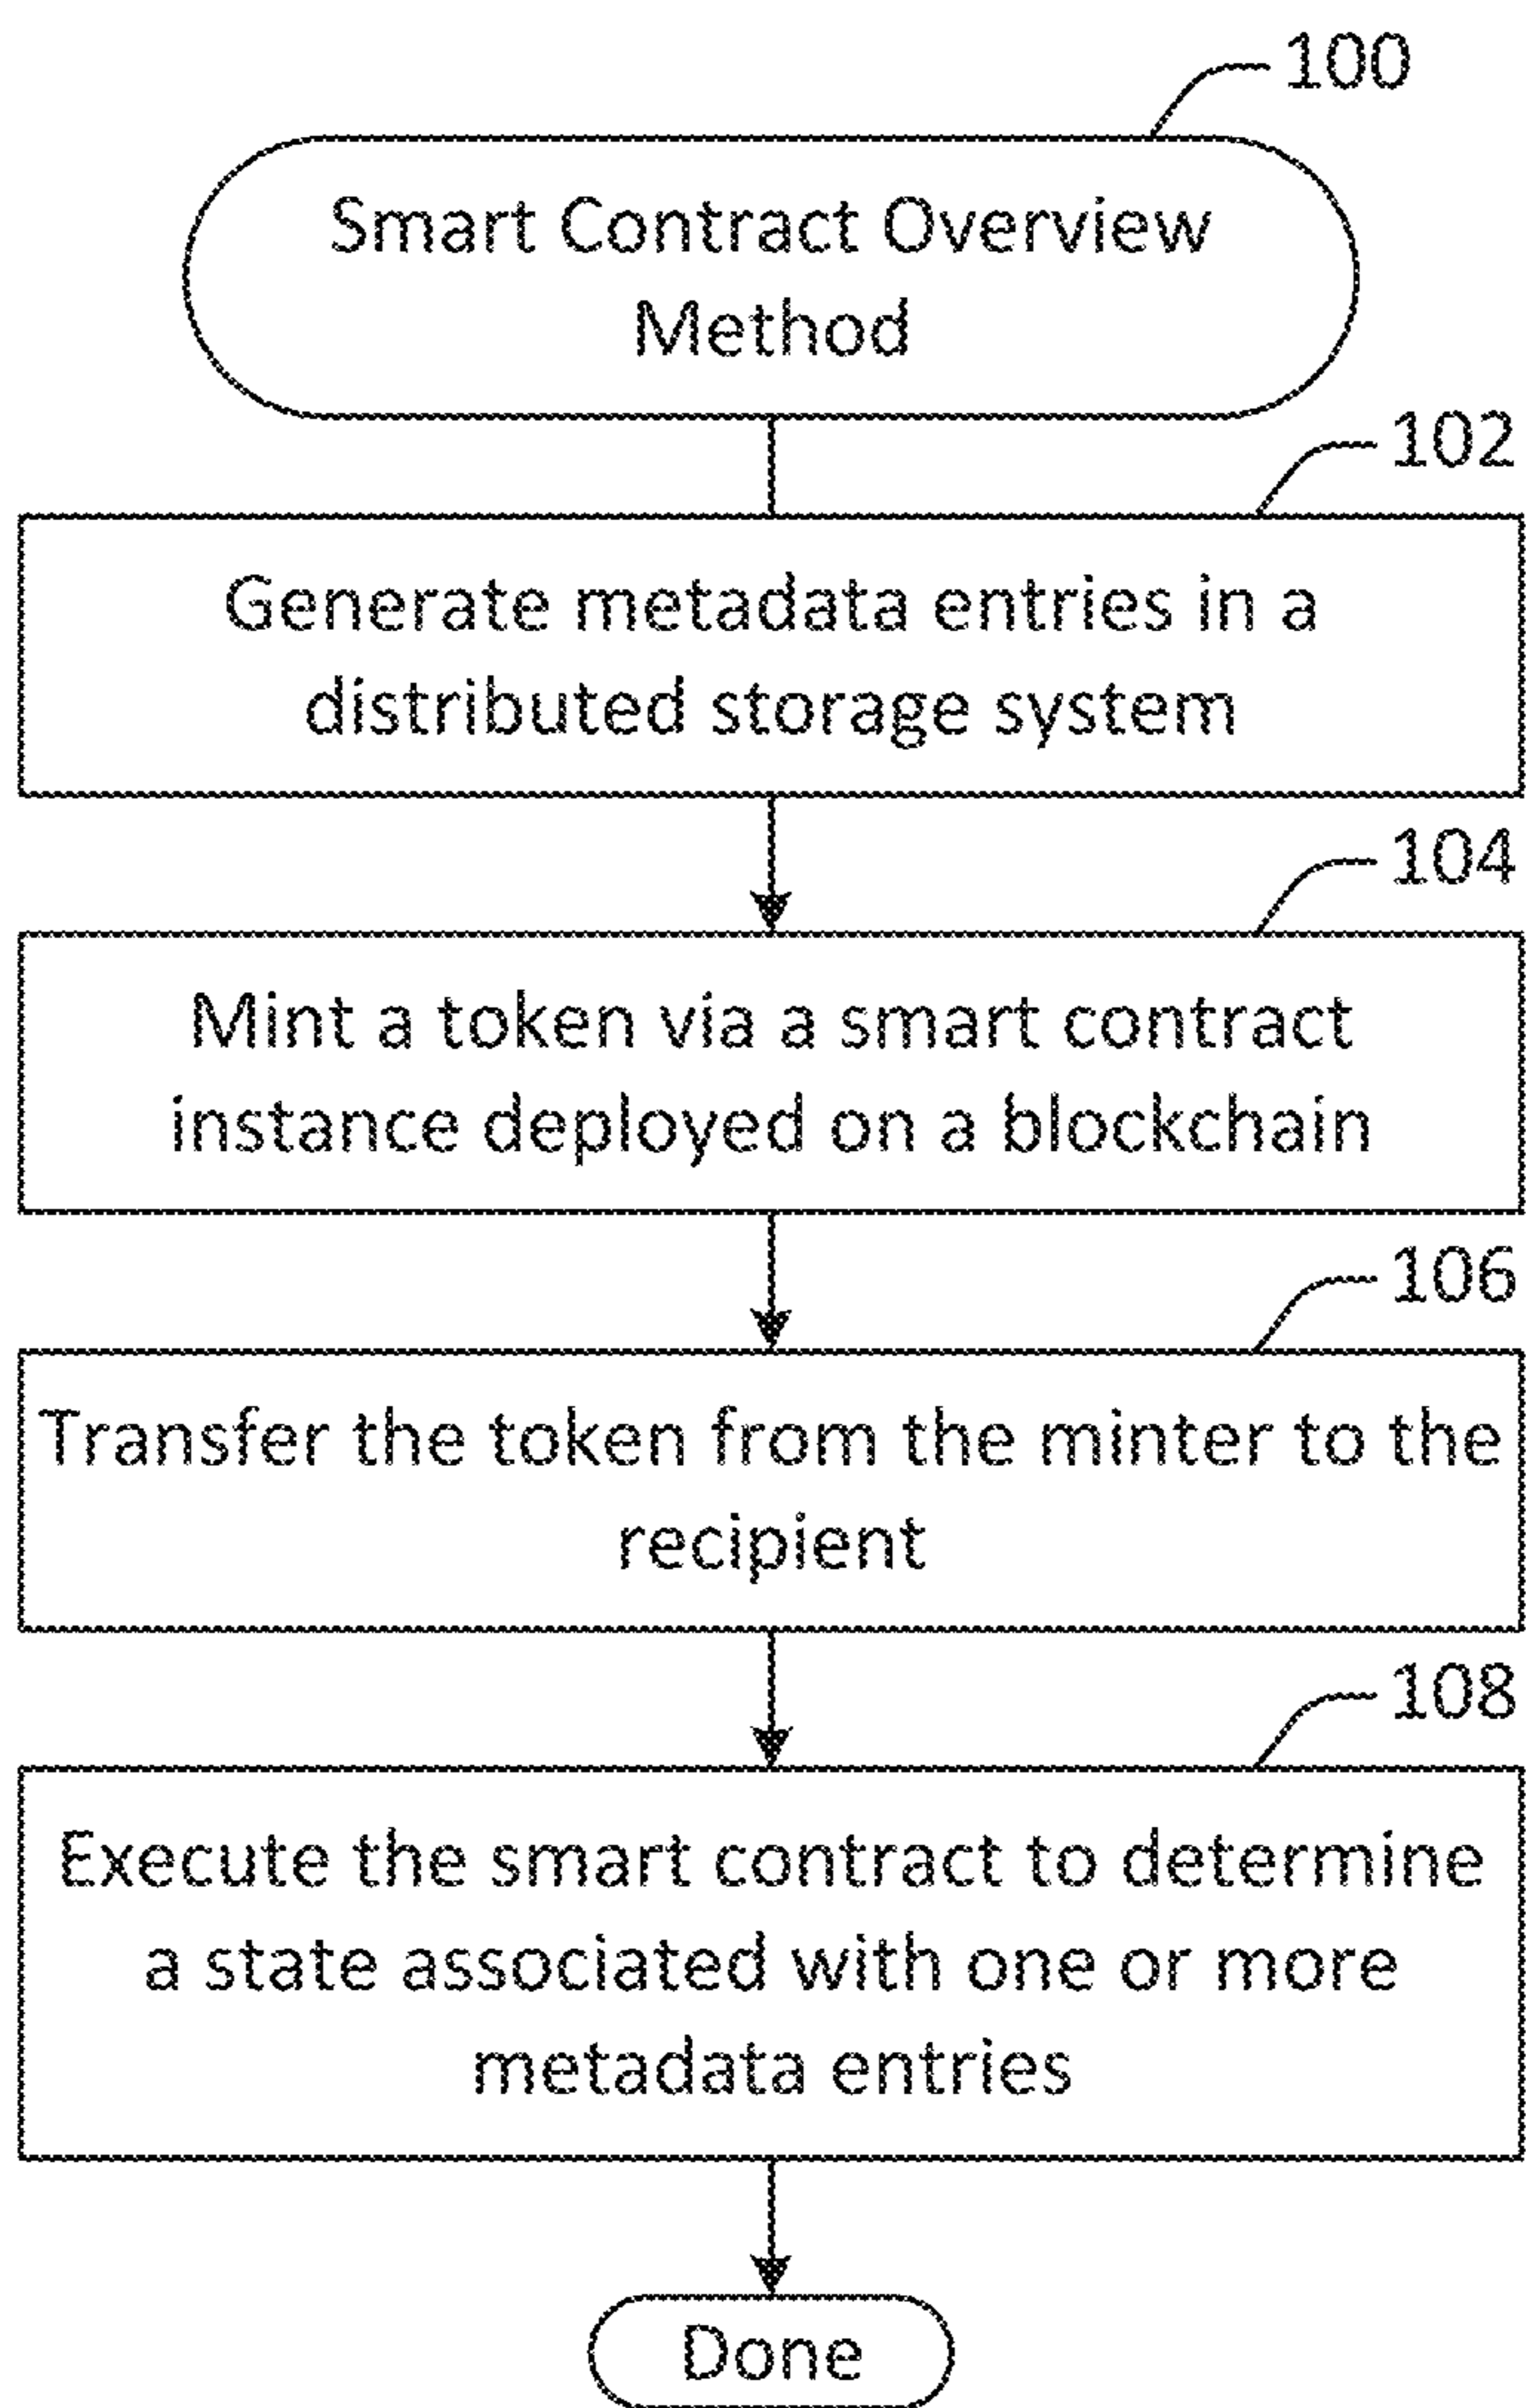 100
Smart Contract Overview
Method
102
Generate metadata entries in a
distributed storage system
104
Mint a token via a smart contract
instance deployed on a blockchain
106
Transfer the token from the minter to the
recipient
108
Execute the smart contract to determine
a state associated with one or more
metadata entries
Done